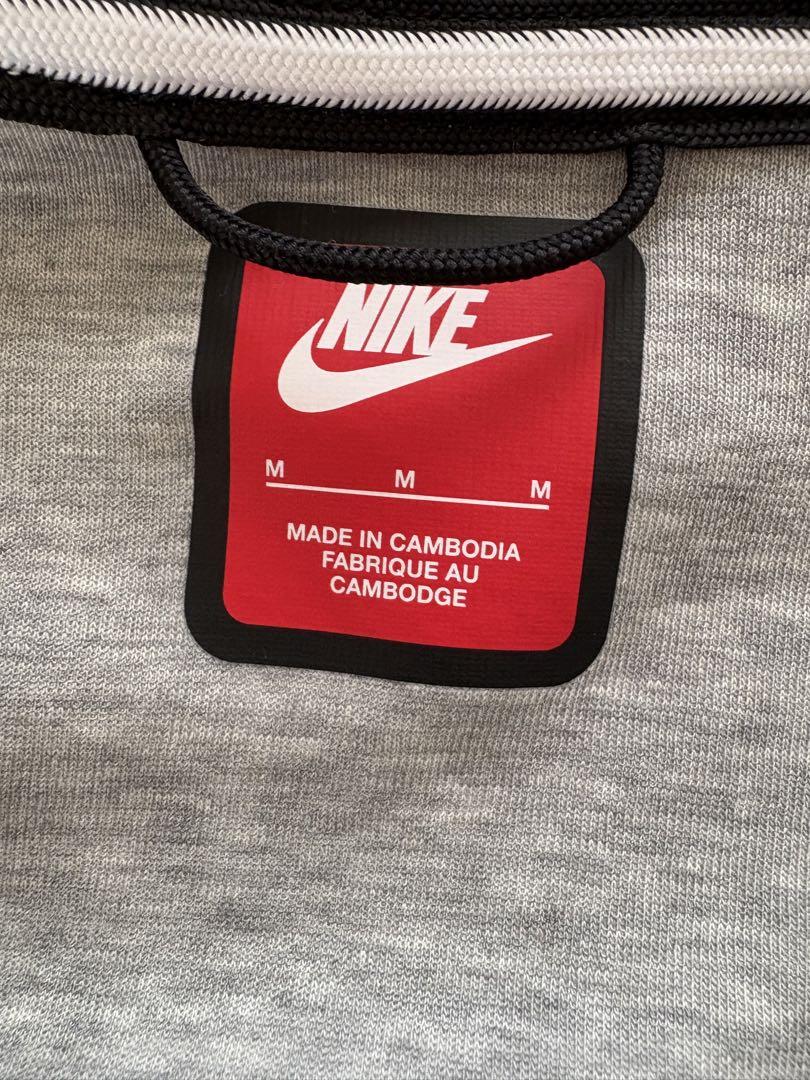 NIKE
M M M
MADE IN CAMBODIA
FABRIQUE AU
CAMBODGE